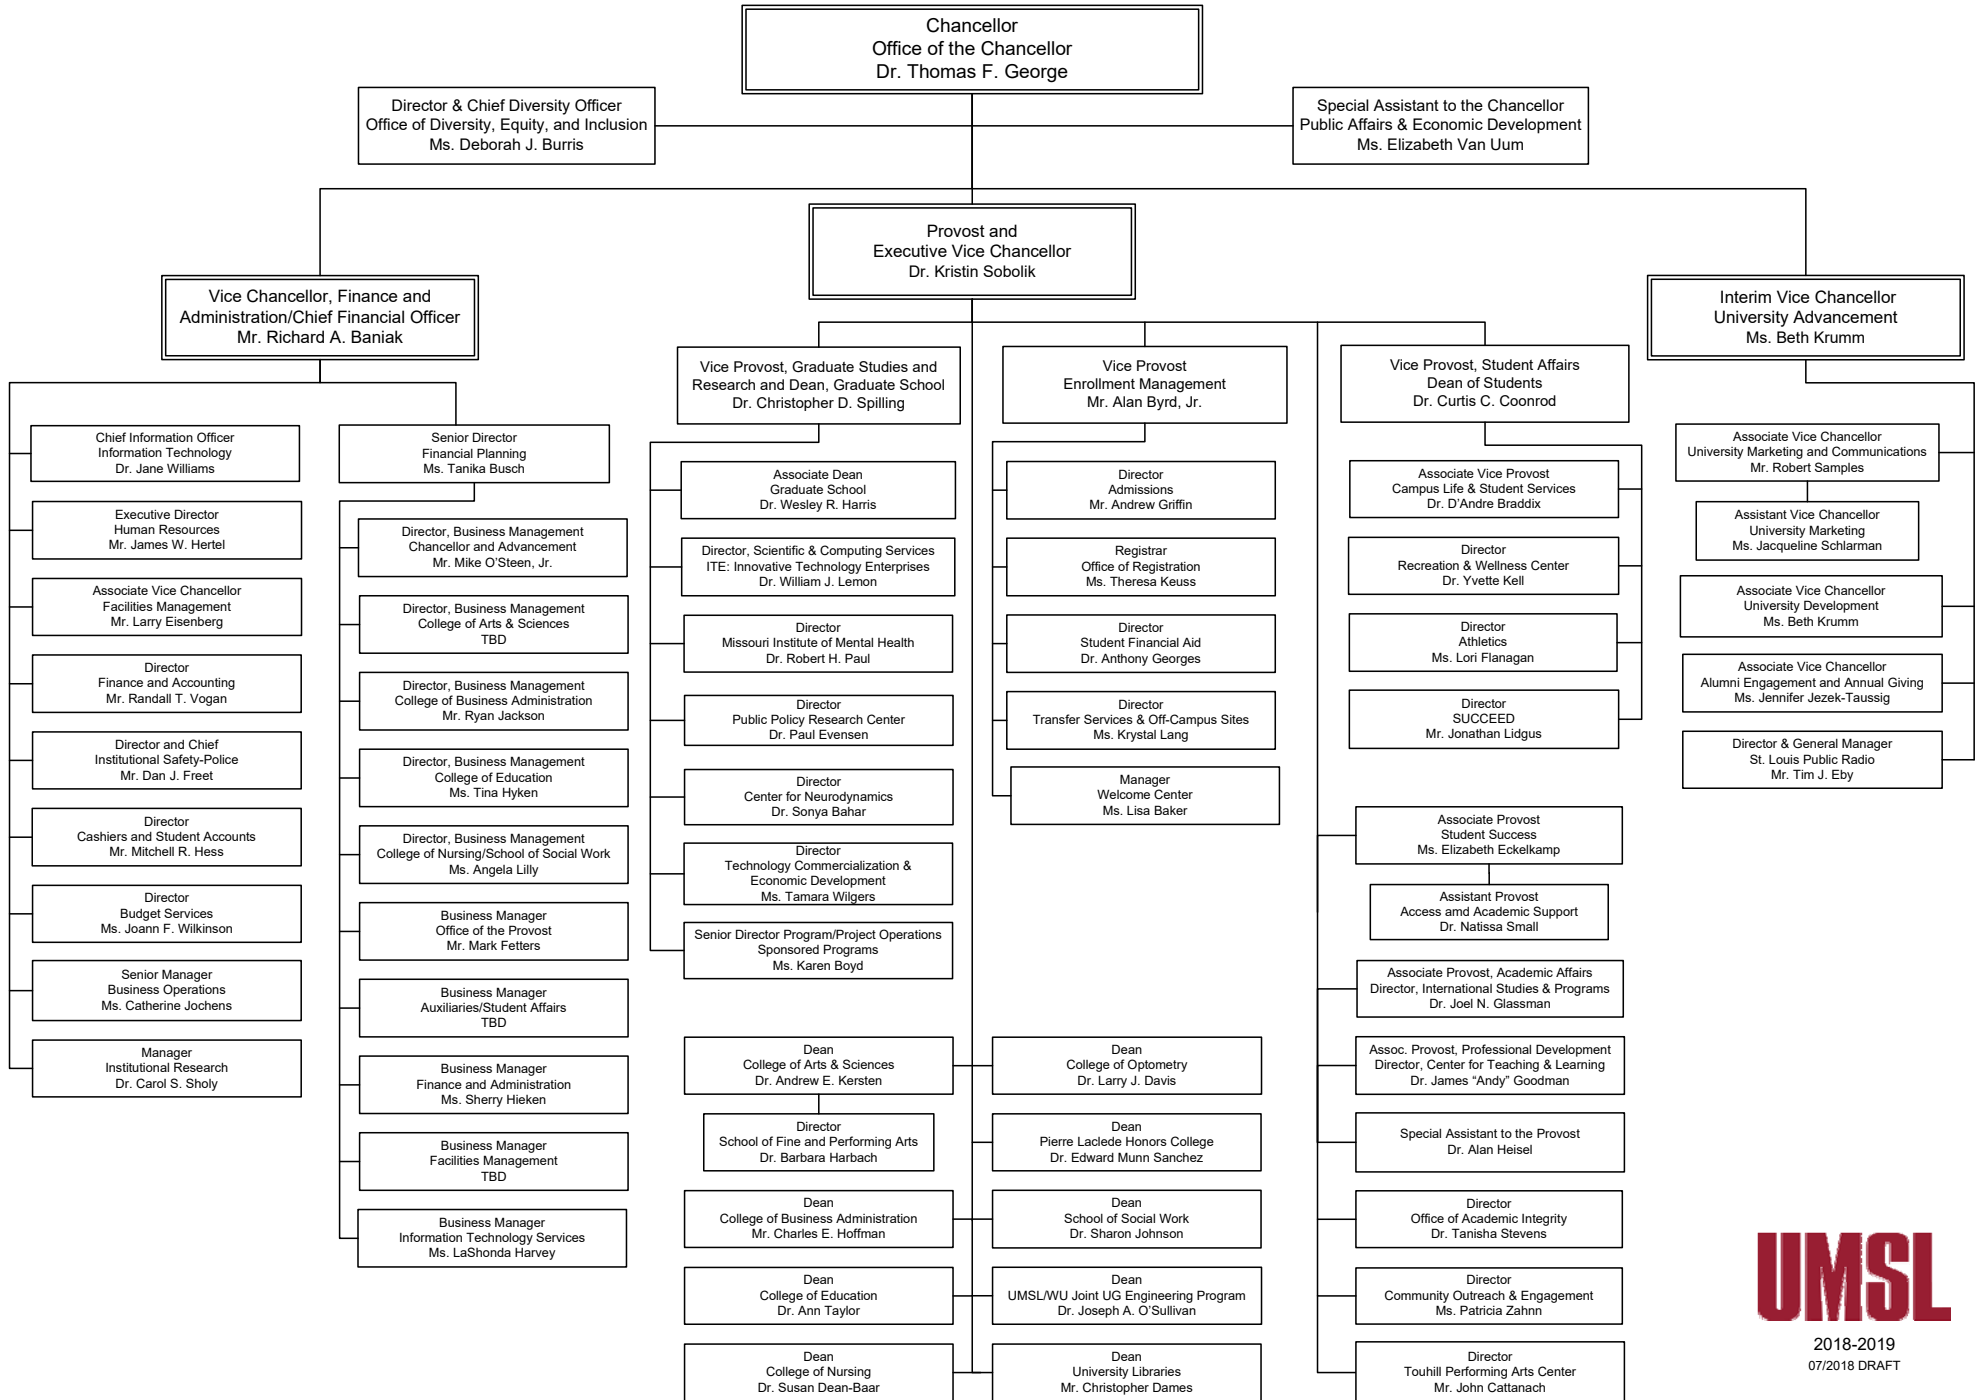 Chancellor
Office of the Chancellor
Dr. Thomas F. George
Director & Chief Diversity Officer
Office of Diversity, Equity, and Inclusion
Ms. Deborah J. Burris
Special Assistant to the Chancellor
Public Affairs & Economic Development
Ms. Elizabeth Van Uum
Provost and
Executive Vice Chancellor
Dr. Kristin Sobolik
Vice Chancellor, Finance and
Administration/Chief Financial Officer
Mr. Richard A. Baniak
Interim Vice Chancellor
University Advancement
Ms. Beth Krumm
Chief Information Officer
Information Technology
Dr. Jane Williams
Executive Director
Human Resources
Mr. James W. Hertel
Associate Vice Chancellor
Facilities Management
Mr. Larry Eisenberg
Director
Finance and Accounting
Mr. Randall T. Vogan
Director and Chief
Institutional Safety-Police
Mr. Dan J. Freet
Director
Cashiers and Student Accounts
Mr. Mitchell R. Hess
Director
Budget Services
Ms. Joann F. Wilkinson
Senior Manager
Business Operations
Ms. Catherine Jochens
Manager
Institutional Research
Dr. Carol S. Sholy
Senior Director
Financial Planning
Ms. Tanika Busch
Director, Business Management
Chancellor and Advancement
Mr. Mike O'Steen, Jr.
Director, Business Management
College of Arts & Sciences
TBD
Director, Business Management
College of Business Administration
Mr. Ryan Jackson
Director, Business Management
College of Education
Ms. Tina Hyken
Director, Business Management
College of Nursing/School of Social Work
Ms. Angela Lilly
Business Manager
Office of the Provost
Mr. Mark Fetters
Business Manager
Auxiliaries/Student Affairs
TBD
Business Manager
Finance and Administration
Ms. Sherry Hieken
Business Manager
Facilities Management
TBD
Business Manager
Information Technology Services
Ms. LaShonda Harvey
Vice Provost, Graduate Studies and
Research and Dean, Graduate School
Dr. Christopher D. Spilling
Associate Dean
Graduate School
Dr. Wesley R. Harris
Director, Scientific & Computing Services
ITE: Innovative Technology Enterprises
Dr. William J. Lemon
Director
Missouri Institute of Mental Health
Dr. Robert H. Paul
Director
Public Policy Research Center
Dr. Paul Evensen
Director
Center for Neurodynamics
Dr. Sonya Bahar
Director
Technology Commercialization &
Economic Development
Ms. Tamara Wilgers
Senior Director Program/Project Operations
Sponsored Programs
Ms. Karen Boyd
Vice Provost
Enrollment Management
Mr. Alan Byrd, Jr.
Director
Admissions
Mr. Andrew Griffin
Registrar
Office of Registration
Ms. Theresa Keuss
Director
Student Financial Aid
Dr. Anthony Georges
Director
Transfer Services & Off-Campus Sites
Ms. Krystal Lang
Manager
Welcome Center
Ms. Lisa Baker
Dean
College of Arts & Sciences
Dr. Andrew E. Kersten
Director
School of Fine and Performing Arts
Dr. Barbara Harbach
Dean
College of Business Administration
Mr. Charles E. Hoffman
Dean
College of Education
Dr. Ann Taylor
Dean
College of Nursing
Dr. Susan Dean-Baar
Dean
College of Optometry
Dr. Larry J. Davis
Dean
Pierre Laclede Honors College
Dr. Edward Munn Sanchez
Dean
School of Social Work
Dr. Sharon Johnson
Dean
UMSL/WU Joint UG Engineering Program
Dr. Joseph A. O'Sullivan
Dean
University Libraries
Mr. Christopher Dames
Vice Provost, Student Affairs
Dean of Students
Dr. Curtis C. Coonrod
Associate Vice Provost
Campus Life & Student Services
Dr. D'Andre Braddix
Director
Recreation & Wellness Center
Dr. Yvette Kell
Director
Athletics
Ms. Lori Flanagan
Director
SUCCEED
Mr. Jonathan Lidgus
Associate Provost
Student Success
Ms. Elizabeth Eckelkamp
Assistant Provost
Access amd Academic Support
Dr. Natissa Small
Associate Provost, Academic Affairs
Director, International Studies & Programs
Dr. Joel N. Glassman
Assoc. Provost, Professional Development
Director, Center for Teaching & Learning
Dr. James “Andy” Goodman
Special Assistant to the Provost
Dr. Alan Heisel
Director
Office of Academic Integrity
Dr. Tanisha Stevens
Director
Community Outreach & Engagement
Ms. Patricia Zahnn
Director
Touhill Performing Arts Center
Mr. John Cattanach
Associate Vice Chancellor
University Marketing and Communications
Mr. Robert Samples
Assistant Vice Chancellor
University Marketing
Ms. Jacqueline Schlarman
Associate Vice Chancellor
University Development
Ms. Beth Krumm
Associate Vice Chancellor
Alumni Engagement and Annual Giving
Ms. Jennifer Jezek-Taussig
Director & General Manager
St. Louis Public Radio
Mr. Tim J. Eby
UMSL
2018-2019
07/2018 DRAFT